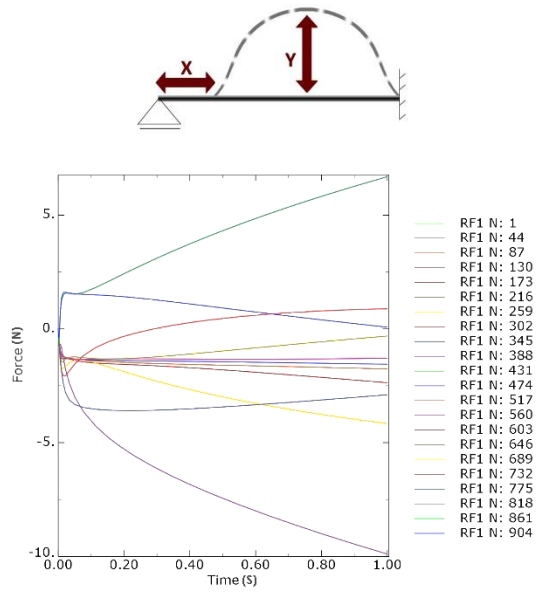 X
Y
5.
0.
-5.
-10.
0.00
0.20
0.40
0.60
0.80
1.00
Force (N)
Time (S)
RF1 N: 1
RF1 N: 44
RF1 N: 87
RF1 N: 130
RF1 N: 173
RF1 N: 216
RF1 N: 259
RF1 N: 302
RF1 N: 345
RF1 N: 388
RF1 N: 431
RF1 N: 474
RF1 N: 517
RF1 N: 560
RF1 N: 603
RF1 N: 646
RF1 N: 689
RF1 N: 732
RF1 N: 775
RF1 N: 818
RF1 N: 861
RF1 N: 904